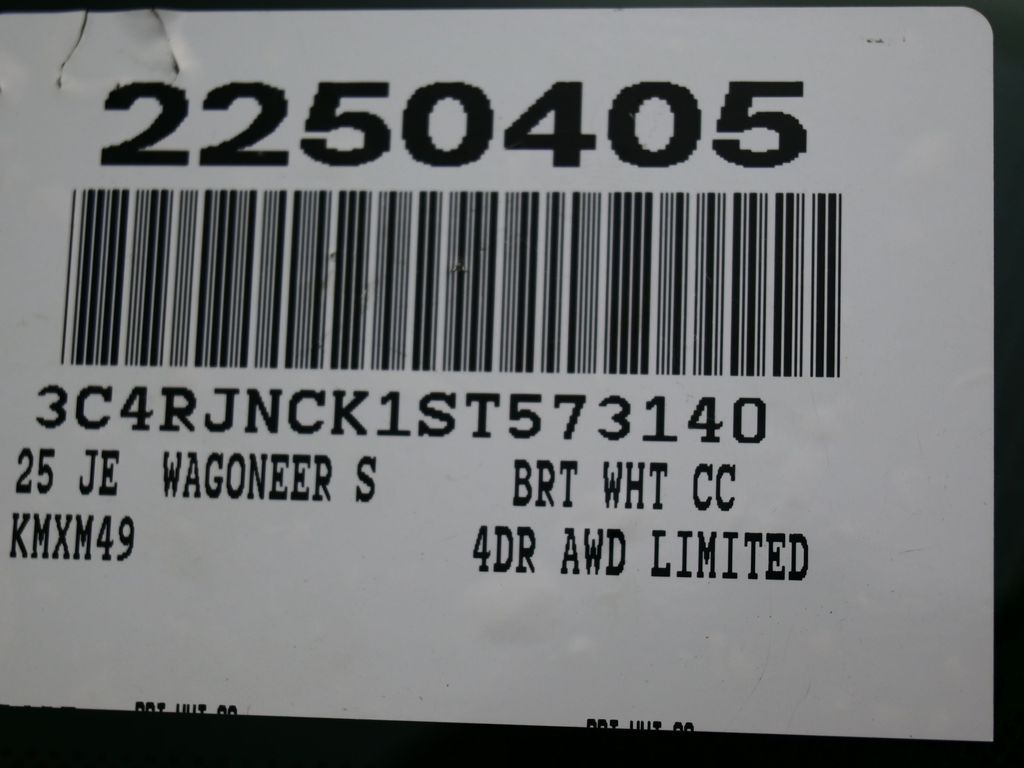 2250405
3C4RJNCK1ST573140
25 JE WAGONEER S BRT WHT CC
KMXM49 4DR AWD LIMITED